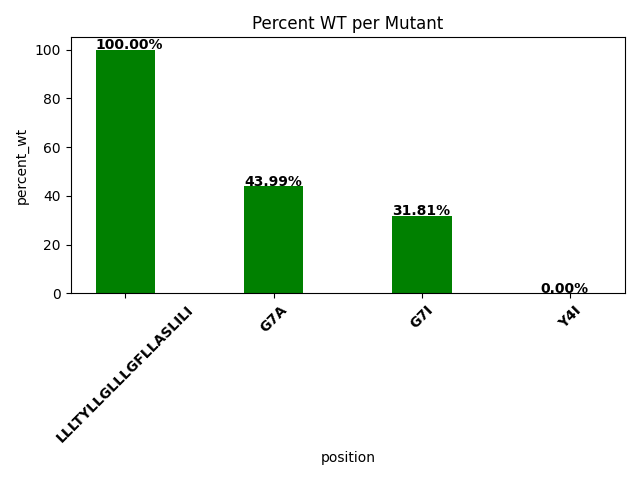 Percent WT per Mutant
percent_wt
100
80
60
40
20
0
100.00%
43.99%
31.81%
0.00%
LLLTYLLGLLLGFLLASLILI
G7A
G7I
Y4I
position